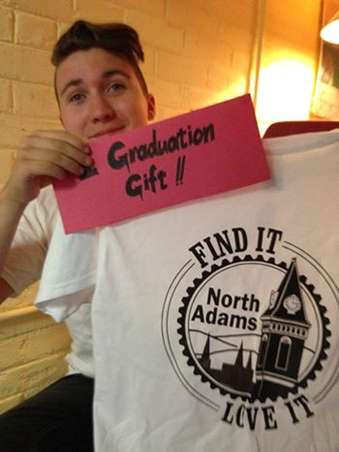 Graduation
Gift !!
FIND IT
North
Adams
LOVE IT